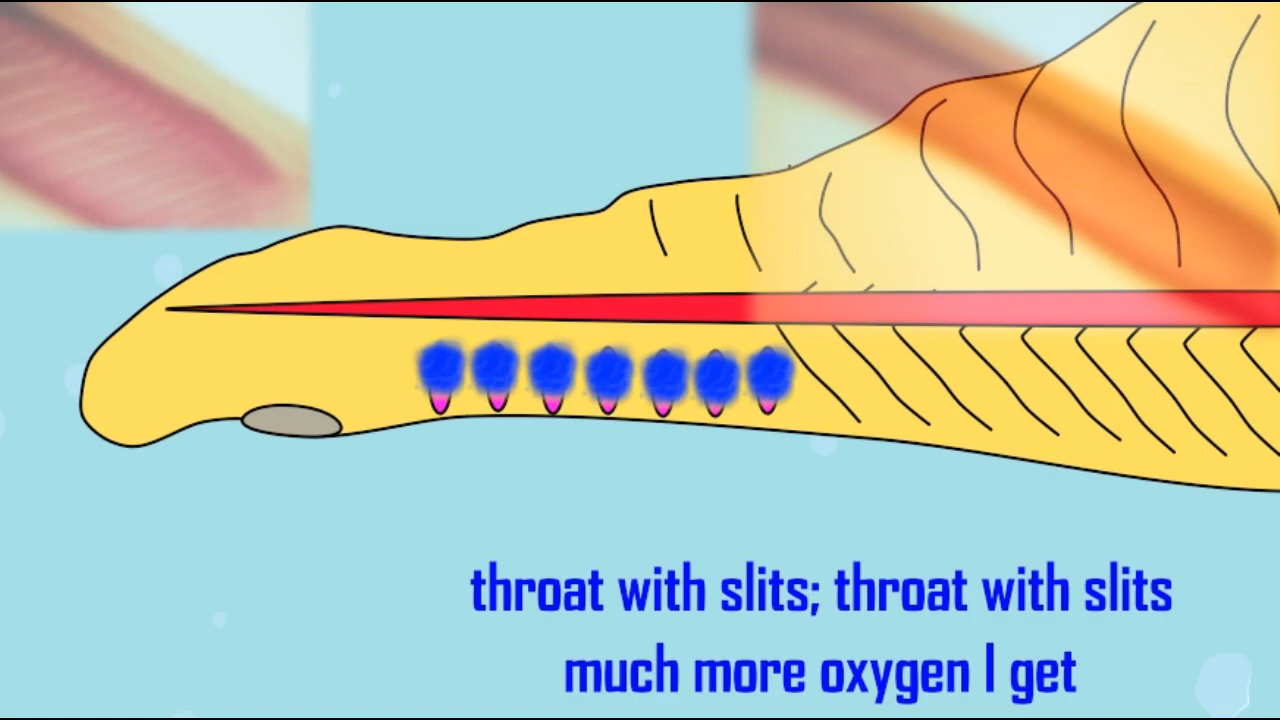 throat with slits; throat with slits
much more oxygen I get